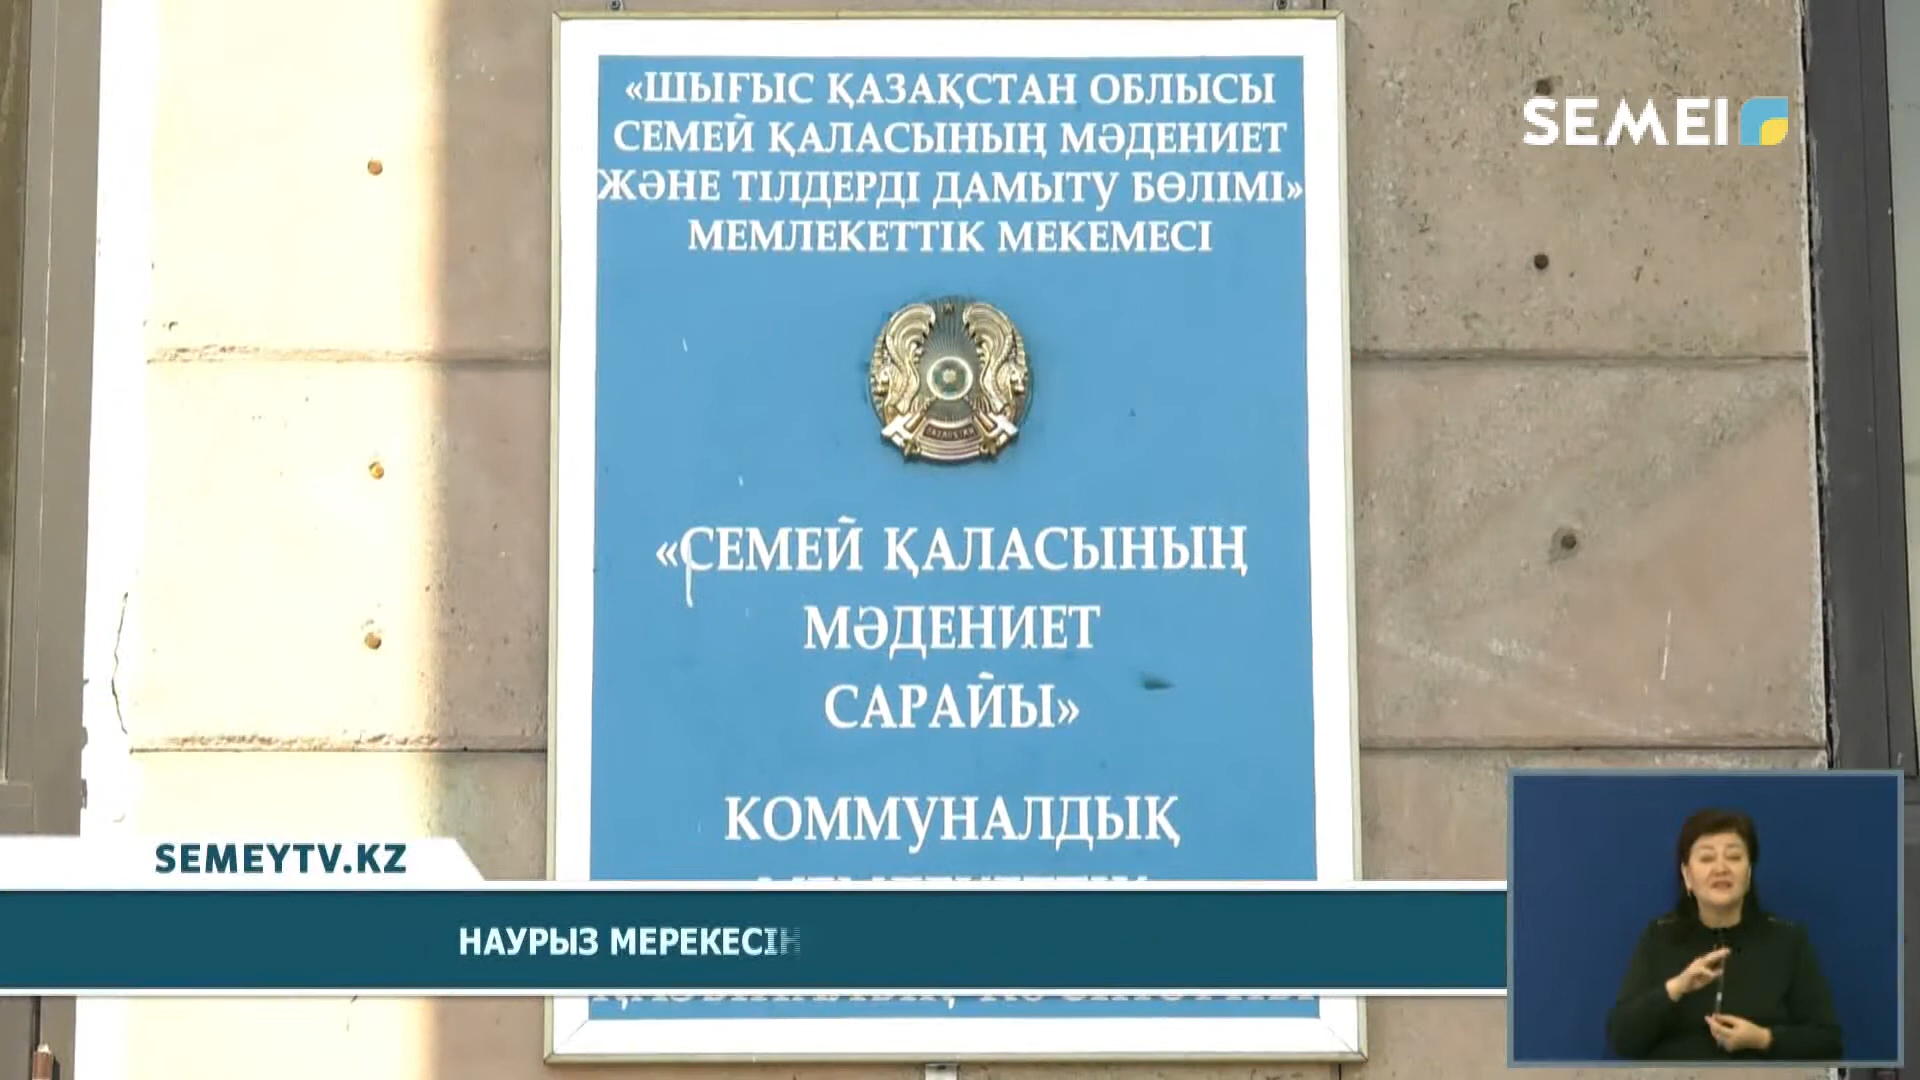 «ШЫҒЫС ҚАЗАҚСТАН ОБЛЫСЫ
СЕМЕЙ ҚАЛАСЫНЫҢ МӘДЕНИЕТ
ЖӘНЕ ТІЛДЕРДІ ДАМЫТУ БӨЛІМІ»
МЕМЛЕКЕТТІК МЕКЕМЕСІ
SEMEI
«СЕМЕЙ ҚАЛАСЫНЫҢ
МӘДЕНИЕТ
САРАЙЫ»
КОММУНАЛДЫҚ
SEMEYTV.KZ
НАУРЫЗ МЕРЕКЕСІН